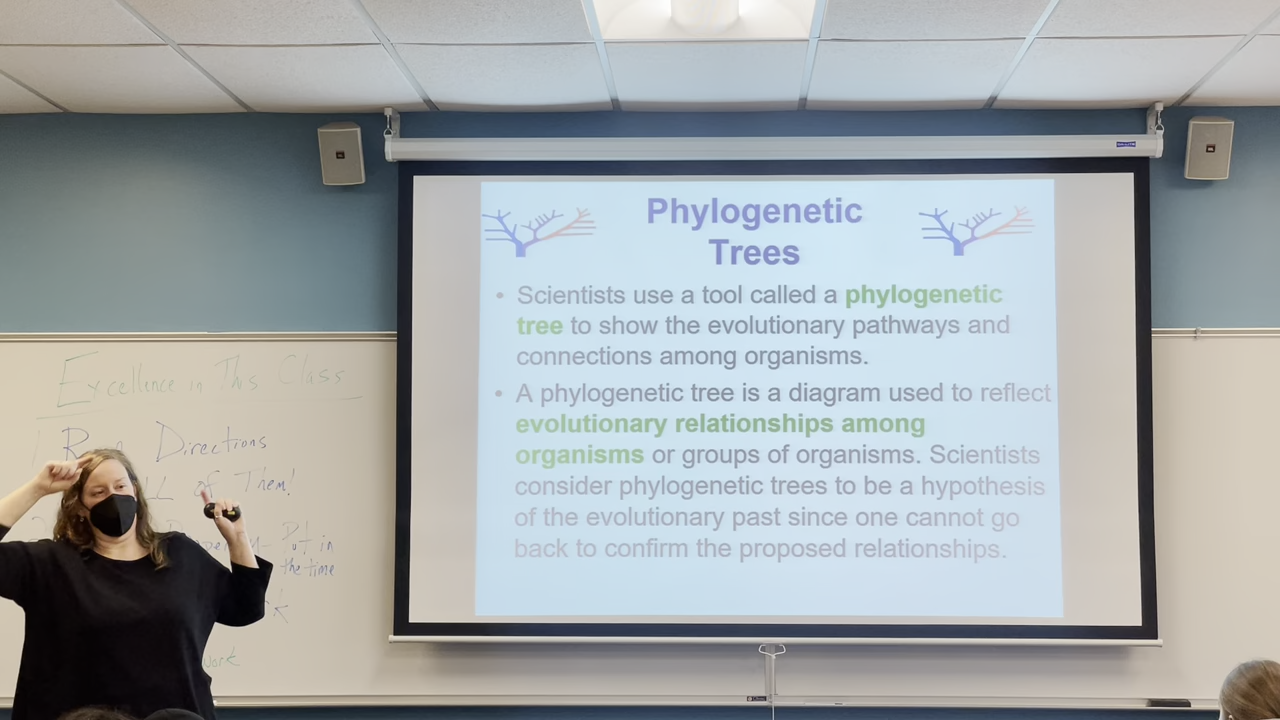 Phylogenetic
Trees
• Scientists use a tool called a phylogenetic
tree to show the evolutionary pathways and
connections among organisms.
• A phylogenetic tree is a diagram used to reflect
evolutionary relationships among
organisms or groups of organisms. Scientists
consider phylogenetic trees to be a hypothesis
of the evolutionary past since one cannot go
back to confirm the proposed relationships.
Excellence in This Class
Directions
of Them!
Put in
the time
work